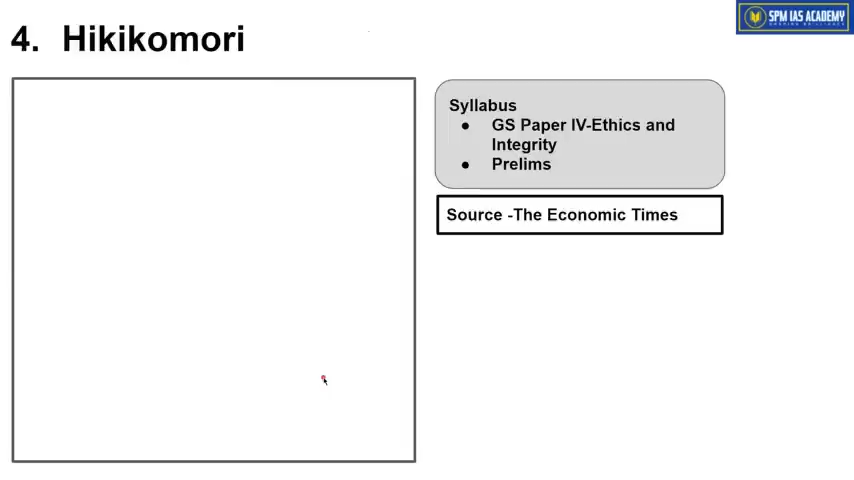 4. Hikikomori
SPM IAS ACADEMY
Syllabus
● GS Paper IV-Ethics and
Integrity
● Prelims
Source -The Economic Times